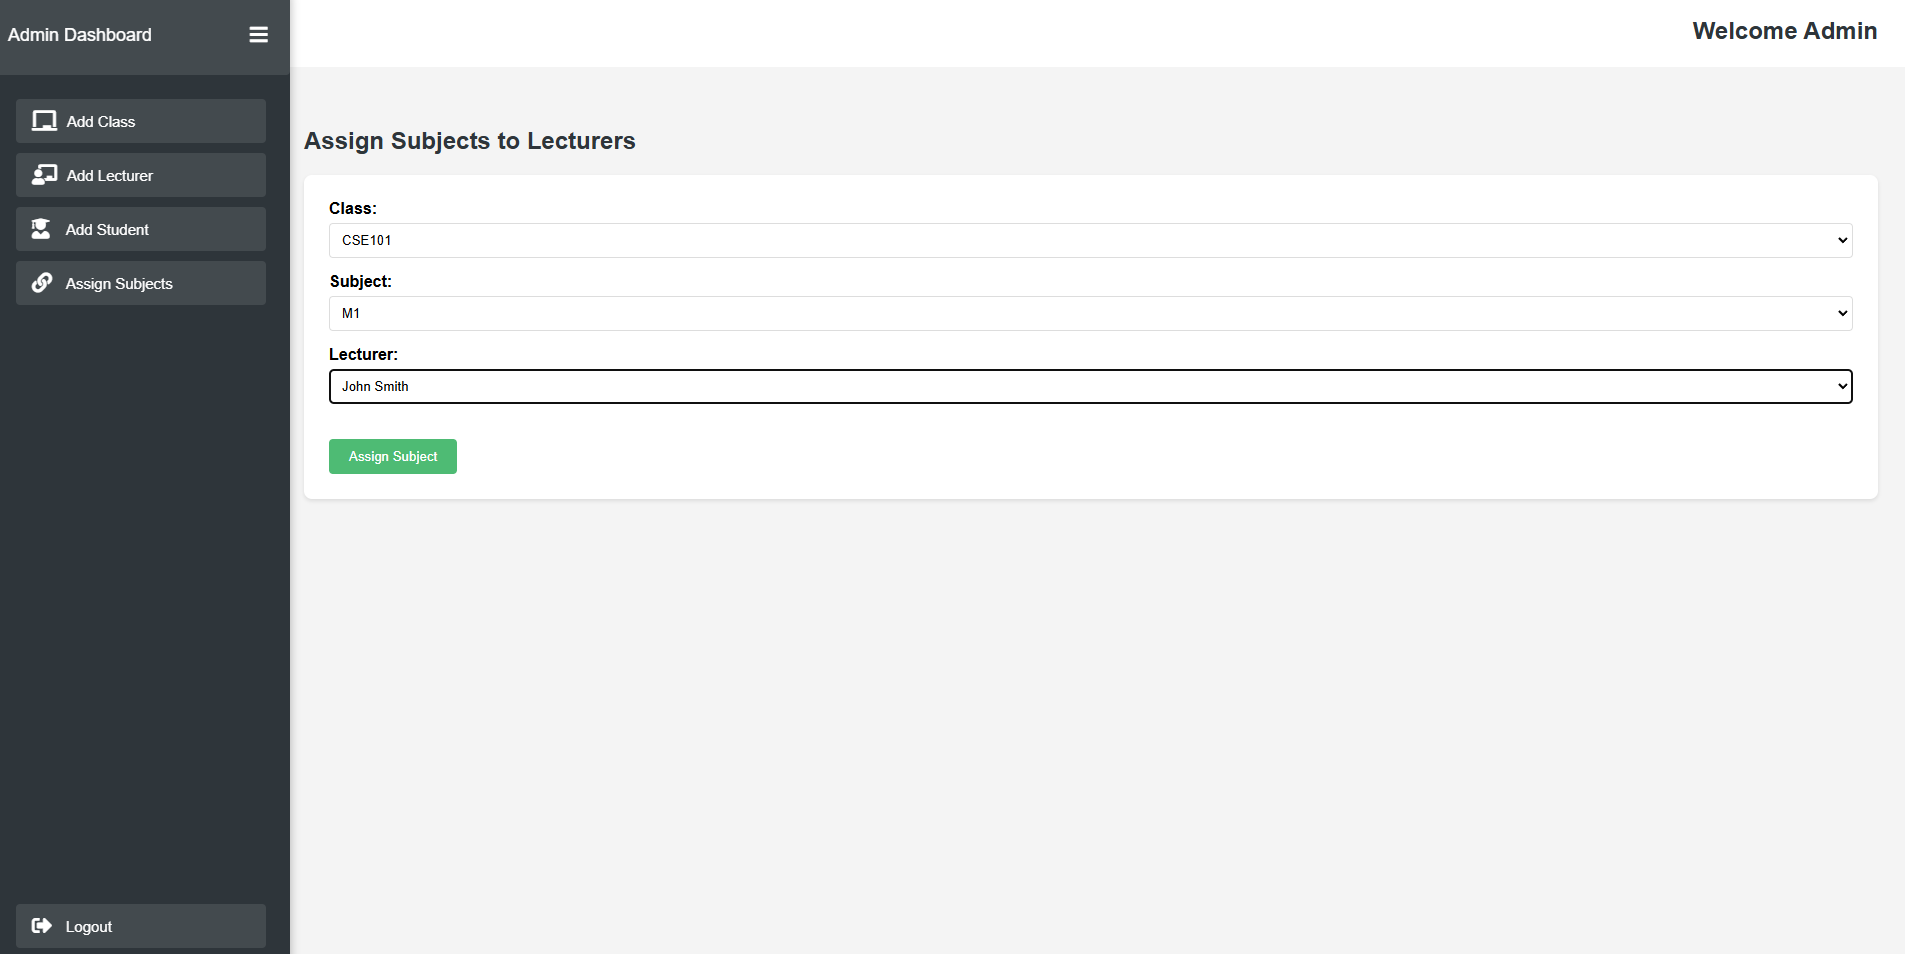 Admin Dashboard
Welcome Admin
Add Class
Add Lecturer
Add Student
Assign Subjects
Logout
Assign Subjects to Lecturers
Class:
CSE101
Subject:
M1
Lecturer:
John Smith
Assign Subject